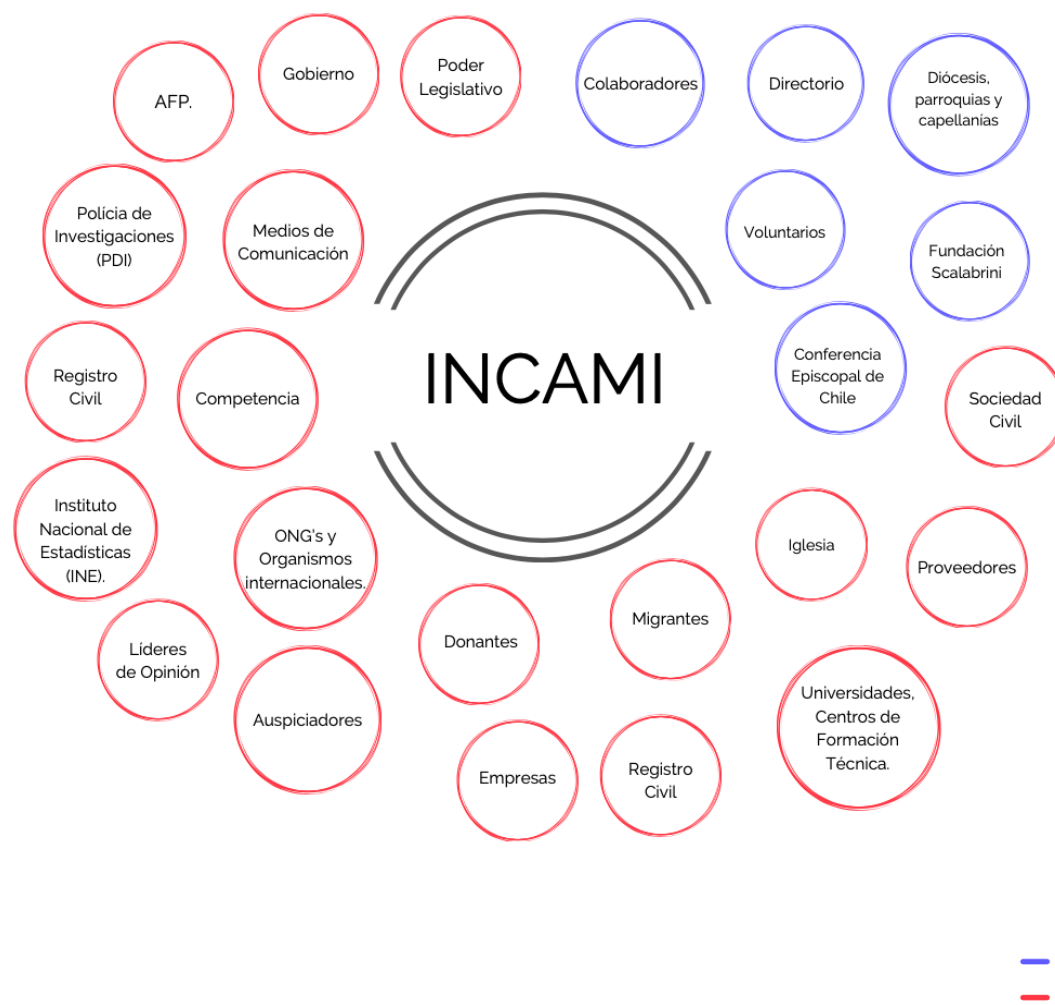 Gobierno
Poder
Legislativo
Colaboradores
Directorio
Diócesis,
parroquias y
capellanías
AFP.
Polícia de
Investigaciones
(PDI)
Medios de
Comunicación
Voluntarios
Fundación
Scalabrini
Registro
Civil
Competencia
INCAMI
Conferencia
Episcopal de
Chile
Sociedad
Civil
Instituto
Nacional de
Estadísticas
(INE).
ONG's y
Organismos
internacionales.
Iglesia
Proveedores
Líderes
de Opinión
Donantes
Migrantes
Auspiciadores
Universidades,
Centros de
Formación
Técnica.
Empresas
Registro
Civil